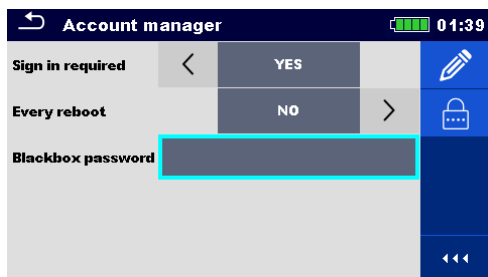 Account manager 01:39
Sign in required YES
Every reboot NO
Blackbox password